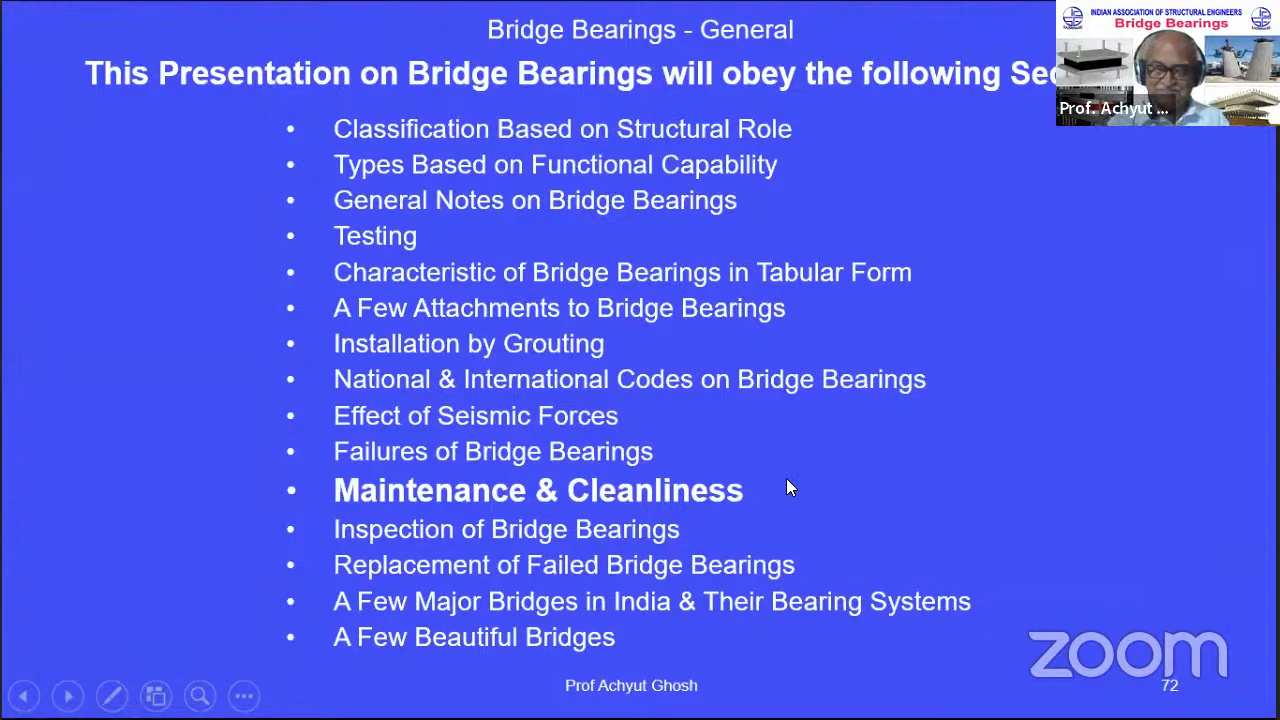 Bridge Bearings - General
INDIAN ASSOCIATION OF STRUCTURAL ENGINEERS
Bridge Bearings
This Presentation on Bridge Bearings will obey the following
Prof. Achyut ...
• Classification Based on Structural Role
• Types Based on Functional Capability
• General Notes on Bridge Bearings
• Testing
• Characteristic of Bridge Bearings in Tabular Form
• A Few Attachments to Bridge Bearings
• Installation by Grouting
• National & International Codes on Bridge Bearings
• Effect of Seismic Forces
• Failures of Bridge Bearings
• Maintenance & Cleanliness
• Inspection of Bridge Bearings
• Replacement of Failed Bridge Bearings
• A Few Major Bridges in India & Their Bearing Systems
• A Few Beautiful Bridges
zoom
Prof Achyut Ghosh
72